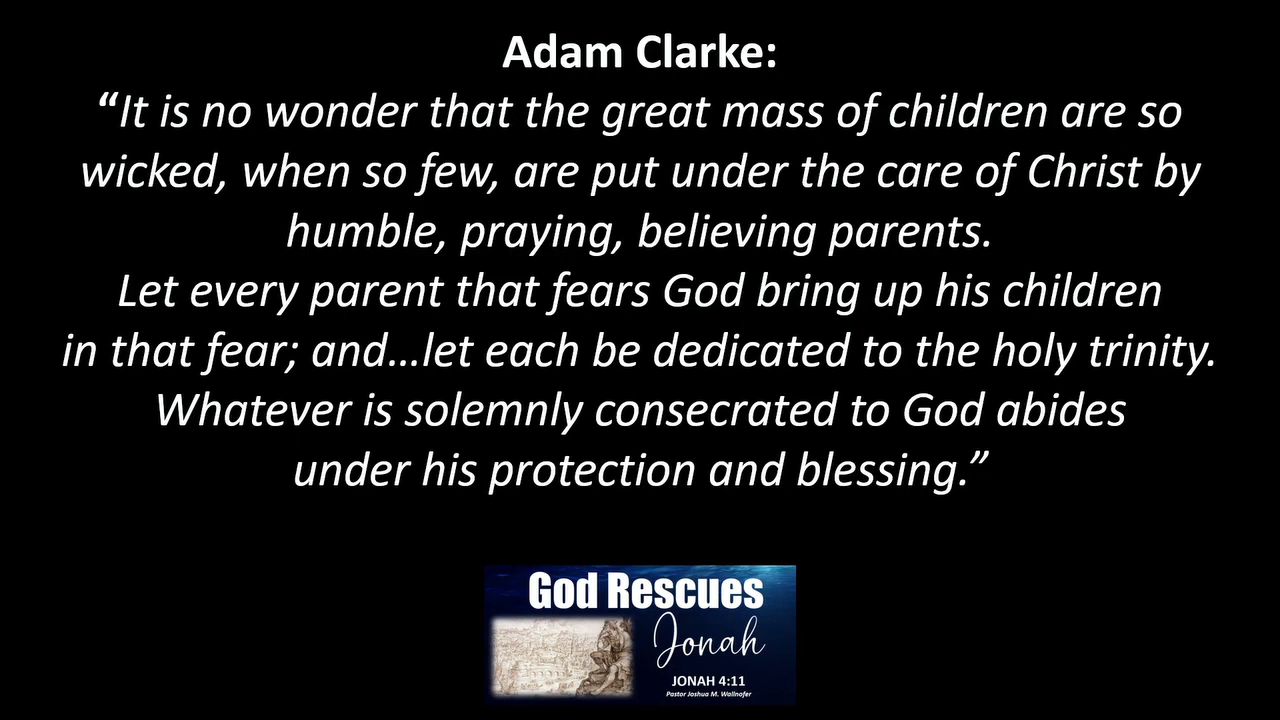 Adam Clarke:
“It is no wonder that the great mass of children are so
wicked, when so few, are put under the care of Christ by
humble, praying, believing parents.
Let every parent that fears God bring up his children
in that fear; and…let each be dedicated to the holy trinity.
Whatever is solemnly consecrated to God abides
under his protection and blessing.”
God Rescues
Jonah
JONAH 4:11
Pastor Joshua M. Wallnofer